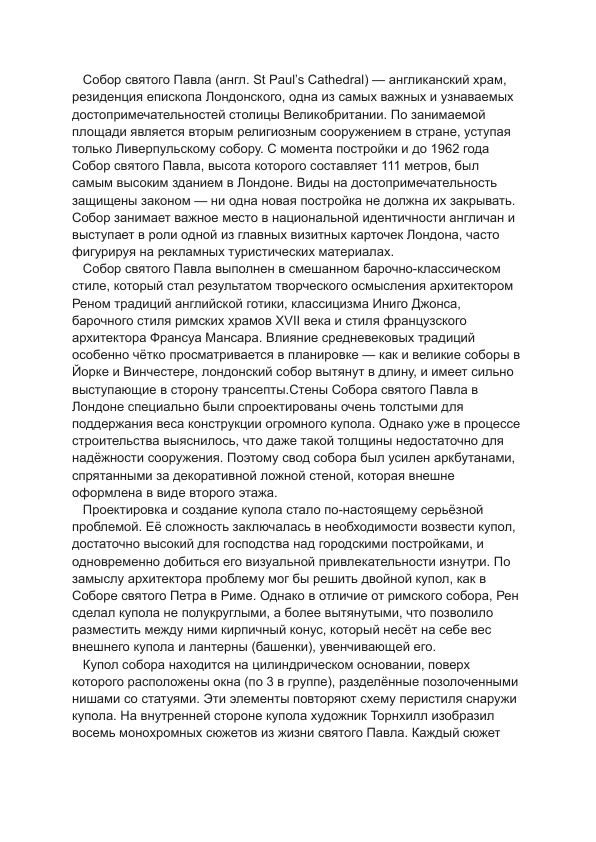 Собор святого Павла (англ. St Paul's Cathedral) — англиканский храм,
резиденция епископа Лондонского, одна из самых важных и узнаваемых
достопримечательностей столицы Великобритании. По занимаемой
площади является вторым религиозным сооружением в стране, уступая
только Ливерпульскому собору. С момента постройки и до 1962 года
Собор святого Павла, высота которого составляет 111 метров, был
самым высоким зданием в Лондоне. Виды на достопримечательность
защищены законом — ни одна новая постройка не должна их закрывать.
Собор занимает важное место в национальной идентичности англичан и
выступает в роли одной из главных визитных карточек Лондона, часто
фигурируя на рекламных туристических материалах.
Собор святого Павла выполнен в смешанном барочно-классическом
стиле, который стал результатом творческого осмысления архитектором
Реном традиций английской готики, классицизма Иниго Джонса,
барочного стиля римских храмов XVII века и стиля французского
архитектора Франсуа Мансара. Влияние средневековых традиций
особенно чётко просматривается в планировке — как и великие соборы в
Йорке и Винчестере, лондонский собор вытянут в длину, и имеет сильно
выступающие в сторону трансепты.Стены Собора святого Павла в
Лондоне специально были спроектированы очень толстыми для
поддержания веса конструкции огромного купола. Однако уже в процессе
строительства выяснилось, что даже такой толщины недостаточно для
надёжности сооружения. Поэтому свод собора был усилен аркбутанами,
спрятанными за декоративной ложной стеной, которая внешне
оформлена в виде второго этажа.
Проектировка и создание купола стало по-настоящему серьёзной
проблемой. Её сложность заключалась в необходимости возвести купол,
достаточно высокий для господства над городскими постройками, и
одновременно добиться его визуальной привлекательности изнутри. По
замыслу архитектора проблему мог бы решить двойной купол, как в
Соборе святого Петра в Риме. Однако в отличие от римского собора, Рен
сделал купола не полукруглыми, а более вытянутыми, что позволило
разместить между ними кирпичный конус, который несёт на себе вес
внешнего купола и лантерны (башенки), увенчивающей его.
Купол собора находится на цилиндрическом основании, поверх
которого расположены окна (по 3 в группе), разделённые позолоченными
нишами со статуями. Эти элементы повторяют схему перистиля снаружи
купола. На внутренней стороне купола художник Торнхилл изобразил
восемь монохромных сюжетов из жизни святого Павла. Каждый сюжет